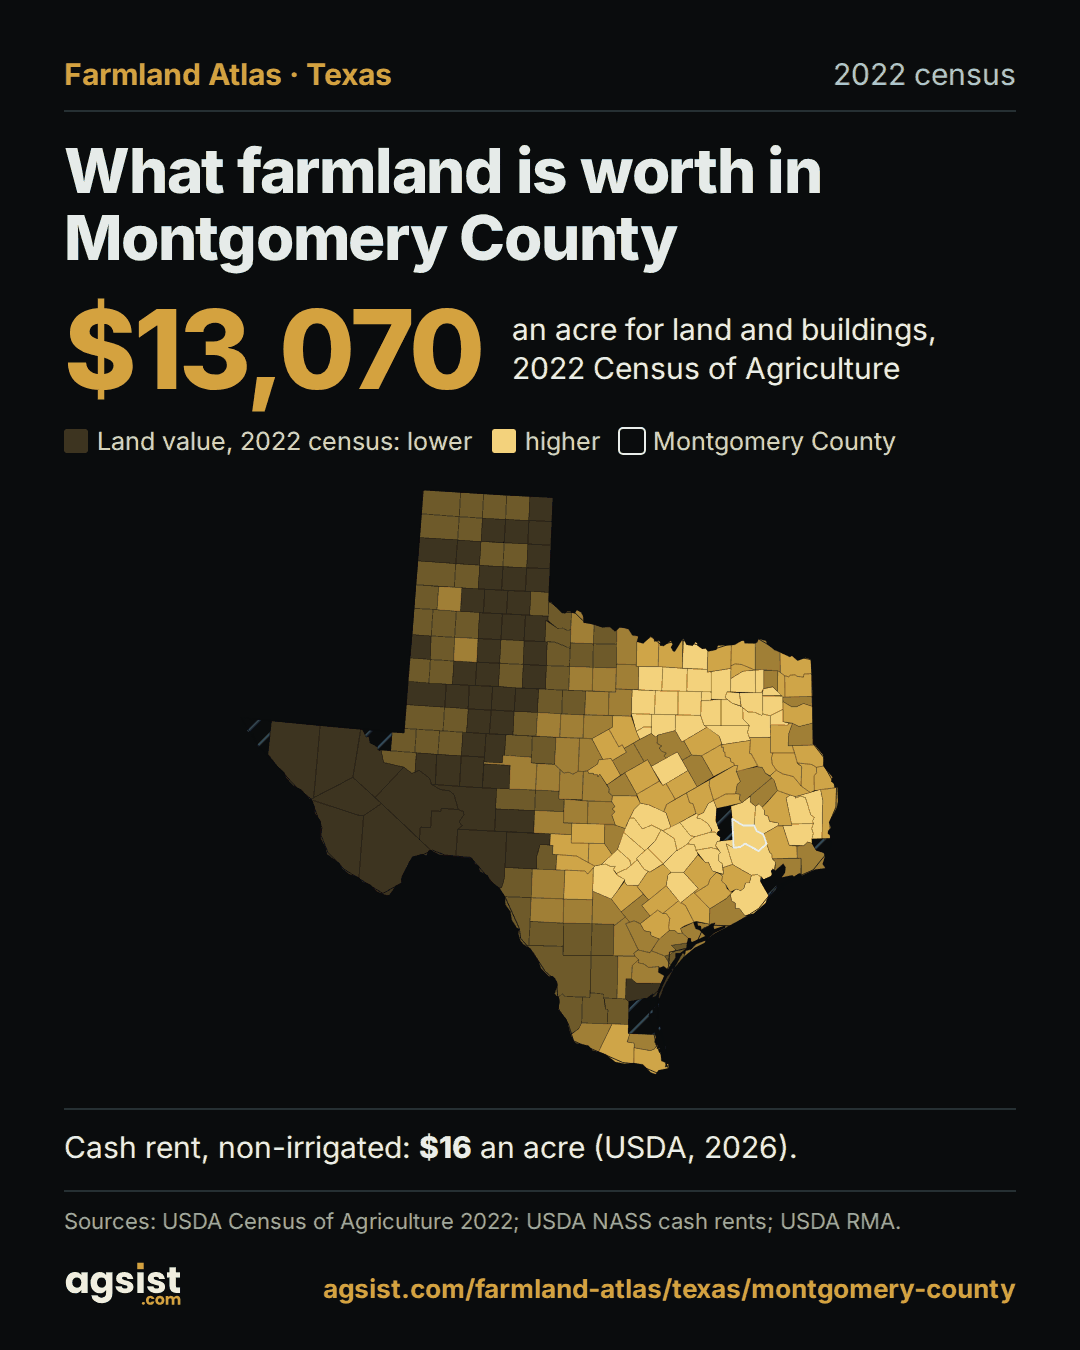 Farmland Atlas · Texas
2022 census
What farmland is worth in
Montgomery County
$13,070
an acre for land and buildings,
2022 Census of Agriculture
Land value, 2022 census: lower
higher
Montgomery County
Cash rent, non-irrigated: $16 an acre (USDA, 2026).
Sources: USDA Census of Agriculture 2022; USDA NASS cash rents; USDA RMA.
agsist
.com
agsist.com/farmland-atlas/texas/montgomery-county